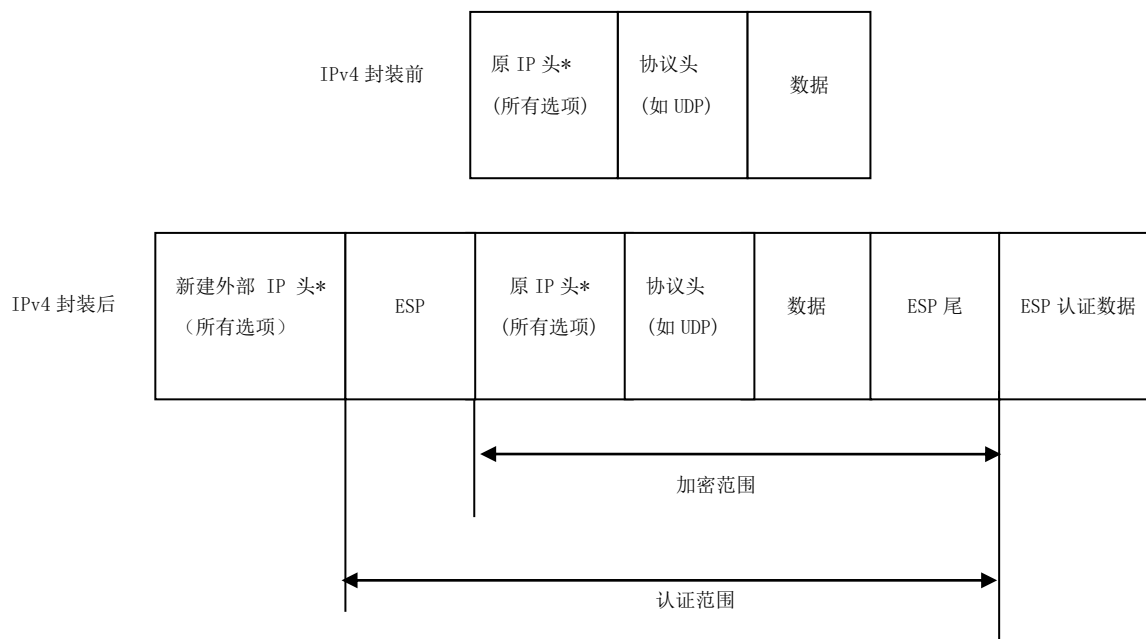 IPv4 封装前
原 IP 头*
(所有选项)
协议头
(如 UDP)
数据
IPv4 封装后
新建外部 IP 头*
（所有选项）
ESP
原 IP 头*
(所有选项)
协议头
(如 UDP)
数据
ESP 尾
ESP 认证数据
加密范围
认证范围